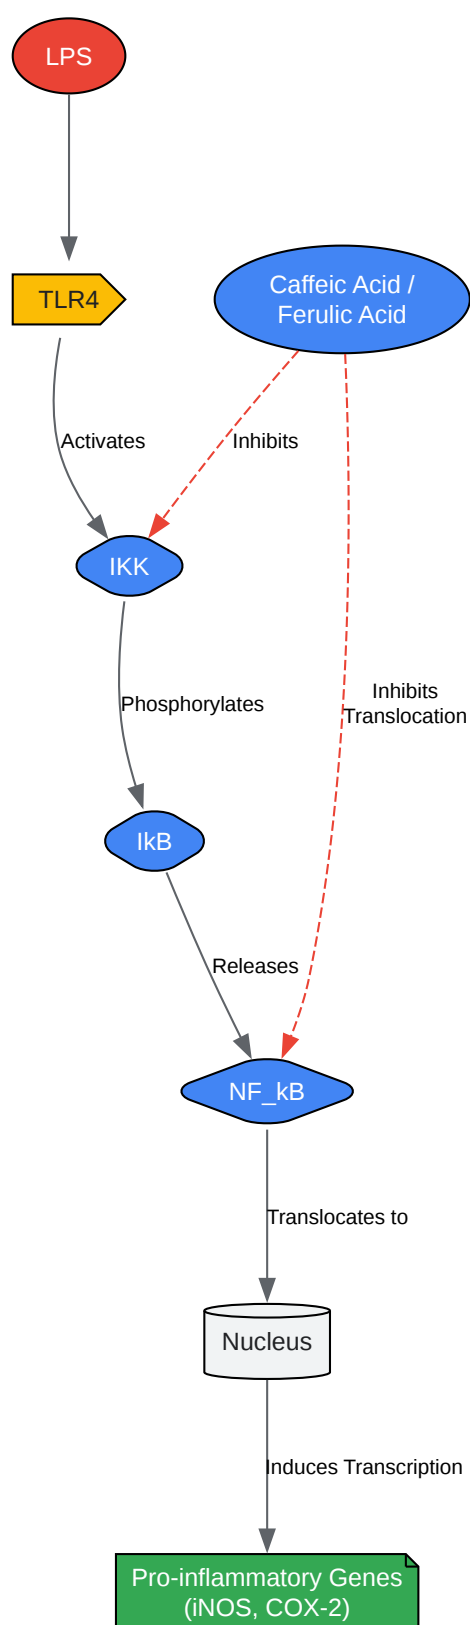 LPS
TLR4
Caffeic Acid /
Ferulic Acid
Activates
Inhibits
IKK
Inhibits
Translocation
Phosphorylates
IkB
Releases
NF_kB
Translocates to
Nucleus
Induces Transcription
Pro-inflammatory Genes
(iNOS, COX-2)